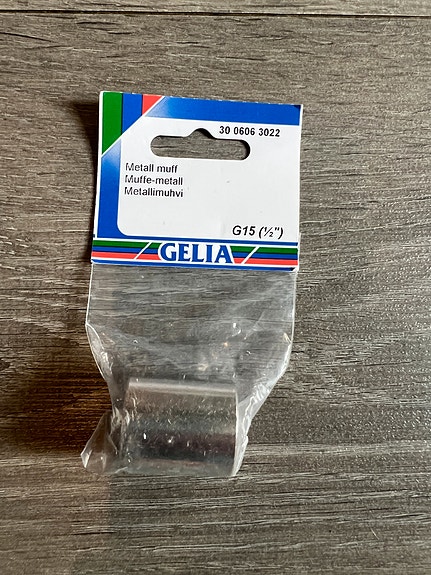 30 0606 3022
Metall muff
Muffe-metall
Metallimuhvi
G15 (½")
GELIA